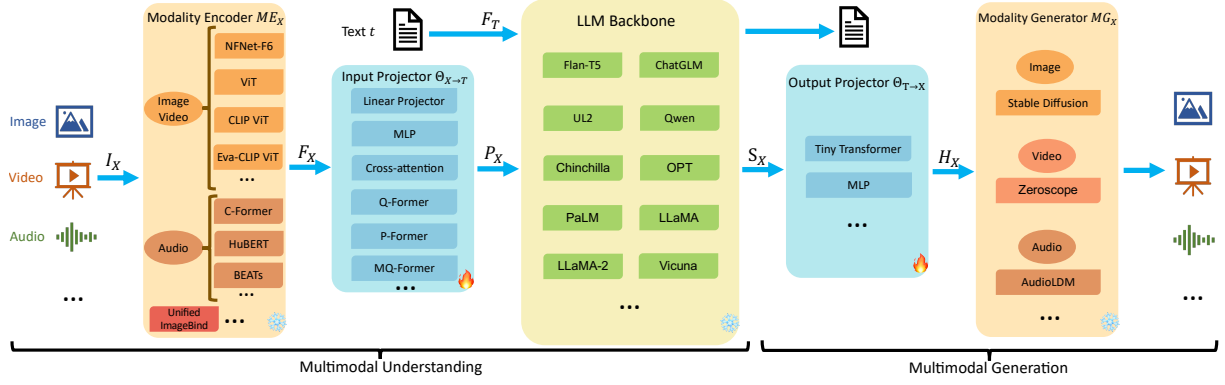 Modality Encoder ME_X
NFNet-F6
ViT
Image
Video
CLIP ViT
Eva-CLIP ViT
...
C-Former
Audio
HuBERT
BEATs
...
Unified
ImageBind
...
Image
Video
Audio
...
I_X
F_X
Text t
F_T
Input Projector Θ_{X→T}
Linear Projector
MLP
Cross-attention
Q-Former
P-Former
MQ-Former
...
P_X
LLM Backbone
Flan-T5
ChatGLM
UL2
Qwen
Chinchilla
OPT
PaLM
LLaMA
LLaMA-2
Vicuna
...
S_X
Output Projector Θ_{T→X}
Tiny Transformer
MLP
...
H_X
Modality Generator MG_X
Image
Stable Diffusion
Video
Zeroscope
Audio
AudioLDM
...
...
Multimodal Understanding
Multimodal Generation